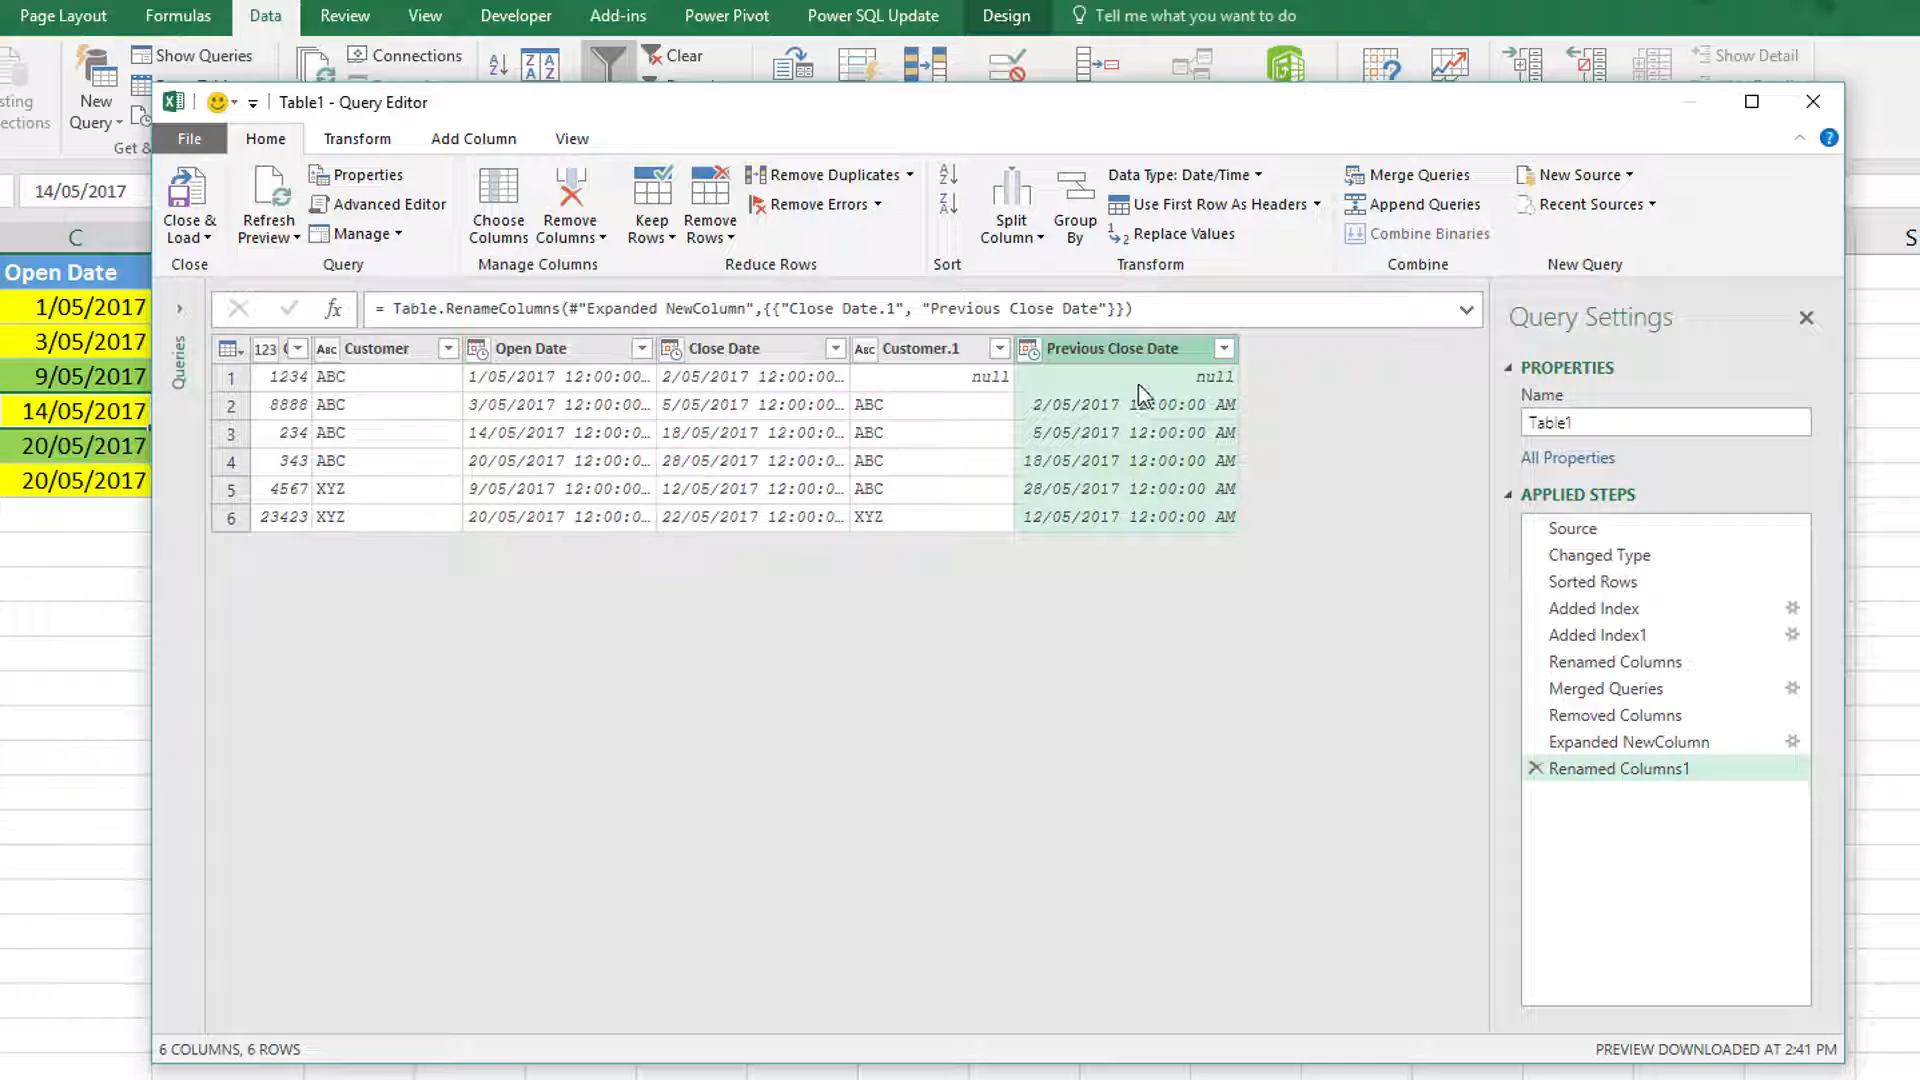 Page Layout Formulas Data Review View Developer Add-ins Power Pivot Power SQL Update Design Tell me what you want to do
Show Queries Connections Clear Show Detail
New Query
Get &
14/05/2017
C S
Open Date
1/05/2017
3/05/2017
9/05/2017
14/05/2017
20/05/2017
20/05/2017
Table1 - Query Editor
File Home Transform Add Column View
Close & Load
Refresh Preview
Properties
Advanced Editor
Manage
Choose Columns
Remove Columns
Keep Rows
Remove Rows
Remove Duplicates
Remove Errors
Split Column
Group By
Data Type: Date/Time
Use First Row As Headers
Replace Values
Merge Queries
Append Queries
Combine Binaries
New Source
Recent Sources
Close Query Manage Columns Reduce Rows Sort Transform Combine New Query
Queries
fx = Table.RenameColumns(#"Expanded NewColumn",{{"Close Date.1", "Previous Close Date"}})
123 ABC Customer Open Date Close Date ABC Customer.1 Previous Close Date
1 1234 ABC 1/05/2017 12:00:00... 2/05/2017 12:00:00... null null
2 8888 ABC 3/05/2017 12:00:00... 5/05/2017 12:00:00... ABC 2/05/2017 12:00:00 AM
3 234 ABC 14/05/2017 12:00:0... 18/05/2017 12:00:0... ABC 5/05/2017 12:00:00 AM
4 343 ABC 20/05/2017 12:00:0... 28/05/2017 12:00:0... ABC 18/05/2017 12:00:00 AM
5 4567 XYZ 9/05/2017 12:00:00... 12/05/2017 12:00:0... ABC 28/05/2017 12:00:00 AM
6 23423 XYZ 20/05/2017 12:00:0... 22/05/2017 12:00:0... XYZ 12/05/2017 12:00:00 AM
Query Settings
PROPERTIES
Name
Table1
All Properties
APPLIED STEPS
Source
Changed Type
Sorted Rows
Added Index
Added Index1
Renamed Columns
Merged Queries
Removed Columns
Expanded NewColumn
Renamed Columns1
6 COLUMNS, 6 ROWS PREVIEW DOWNLOADED AT 2:41 PM